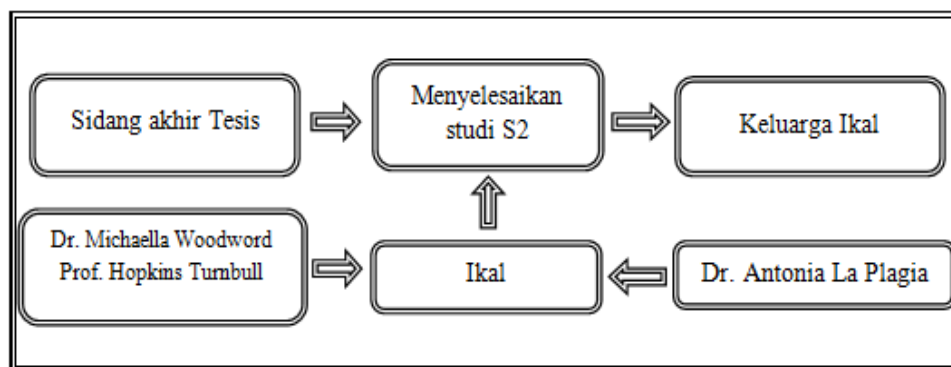 Sidang akhir Tesis
Menyelesaikan
studi S2
Keluarga Ikal
Dr. Michaella Woodword
Prof. Hopkins Turnbull
Ikal
Dr. Antonia La Plagia